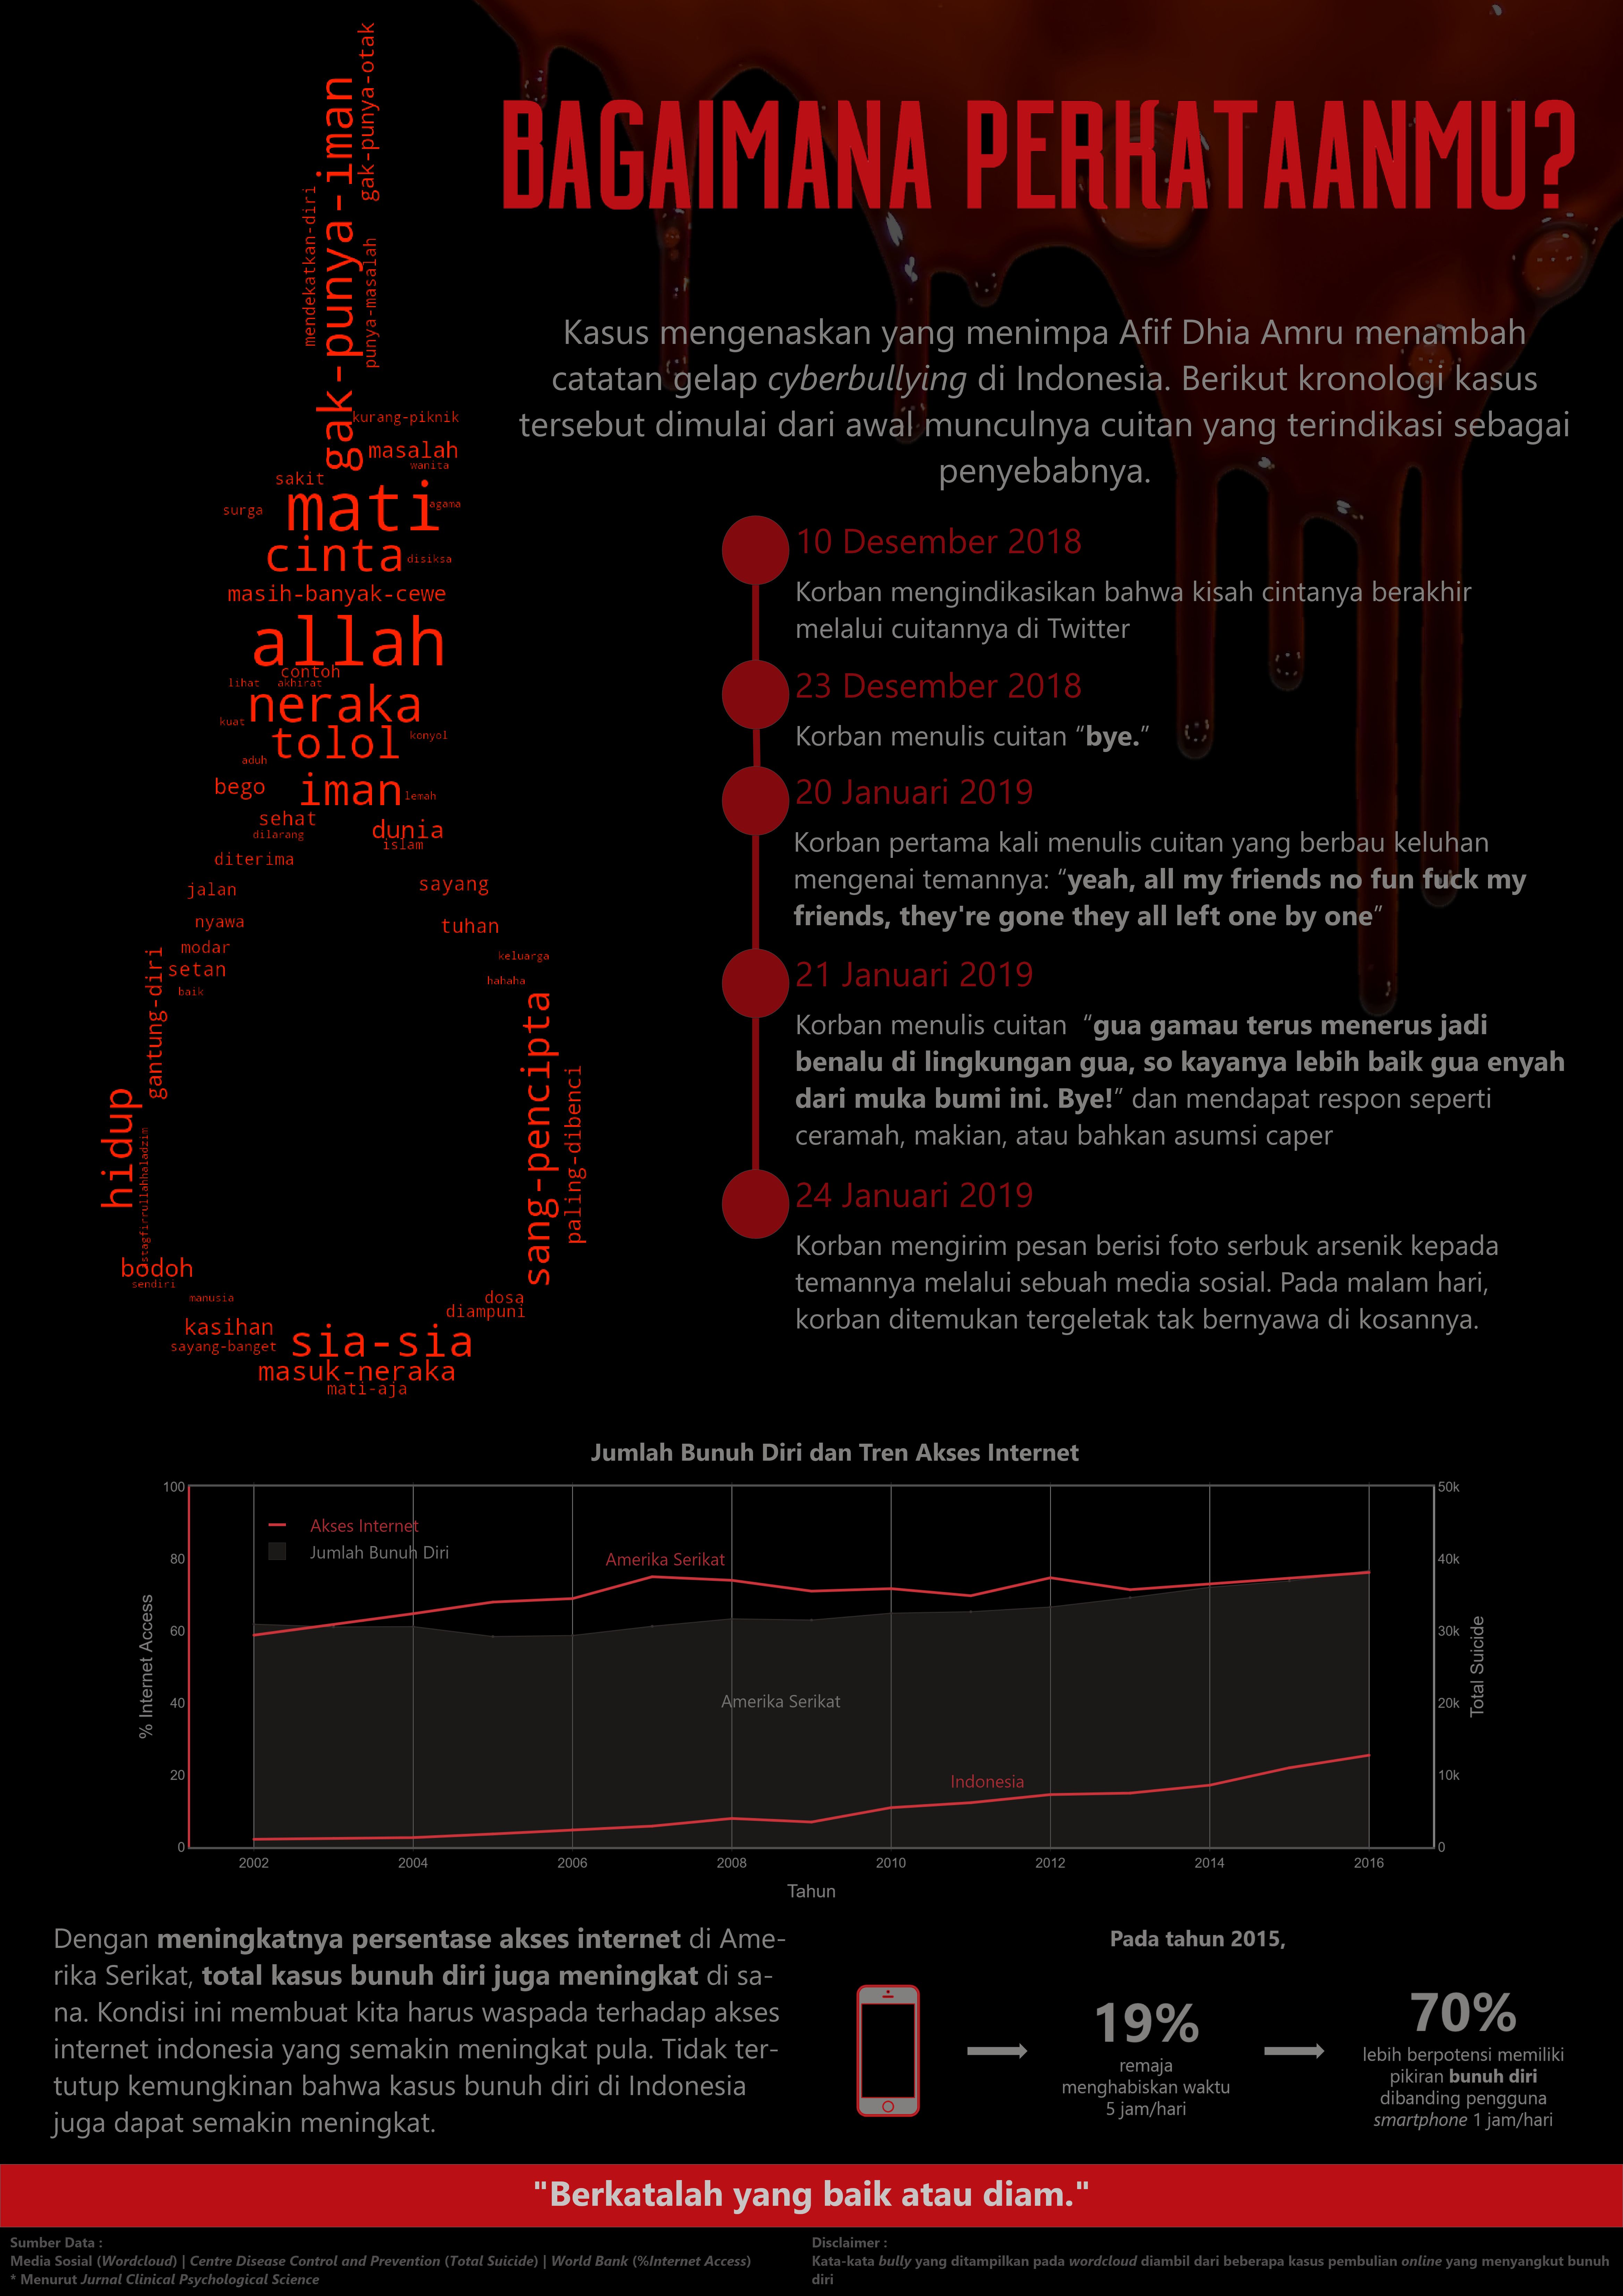 BAGAIMANA PERKATAANMU?
Kasus mengenaskan yang menimpa Afif Dhia Amru menambah
catatan gelap cyberbullying di Indonesia. Berikut kronologi kasus
tersebut dimulai dari awal munculnya cuitan yang terindikasi sebagai
penyebabnya.
gak-punya-otak
gak-punya-iman
mendekatkan-diri
punya-masalah
kurang-piknik
masalah
wanita
sakit
mati
agama
surga
cinta
disiksa
masih-banyak-cewe
allah
contoh
lihat
akhirat
neraka
kuat
tolol
konyol
aduh
bego
iman
lemah
sehat
dunia
dilarang
islam
diterima
jalan
sayang
nyawa
tuhan
modar
keluarga
setan
gantung-diri
baik
hahaha
sang-pencipta
paling-dibenci
hidup
astagfirrullahhaladzim
bodoh
sendiri
manusia
dosa
diampuni
kasihan
sia-sia
sayang-banget
masuk-neraka
mati-aja
10 Desember 2018
Korban mengindikasikan bahwa kisah cintanya berakhir
melalui cuitannya di Twitter
23 Desember 2018
Korban menulis cuitan “bye.”
20 Januari 2019
Korban pertama kali menulis cuitan yang berbau keluhan
mengenai temannya: “yeah, all my friends no fun fuck my
friends, they're gone they all left one by one”
21 Januari 2019
Korban menulis cuitan “gua gamau terus menerus jadi
benalu di lingkungan gua, so kayanya lebih baik gua enyah
dari muka bumi ini. Bye!” dan mendapat respon seperti
ceramah, makian, atau bahkan asumsi caper
24 Januari 2019
Korban mengirim pesan berisi foto serbuk arsenik kepada
temannya melalui sebuah media sosial. Pada malam hari,
korban ditemukan tergeletak tak bernyawa di kosannya.
Jumlah Bunuh Diri dan Tren Akses Internet
100
80
60
40
20
0
% Internet Access
50k
40k
30k
20k
10k
0
Total Suicide
Akses Internet
Jumlah Bunuh Diri
Amerika Serikat
Amerika Serikat
Indonesia
2002 2004 2006 2008 2010 2012 2014 2016
Tahun
Dengan meningkatnya persentase akses internet di Ame-
rika Serikat, total kasus bunuh diri juga meningkat di sa-
na. Kondisi ini membuat kita harus waspada terhadap akses
internet indonesia yang semakin meningkat pula. Tidak ter-
tutup kemungkinan bahwa kasus bunuh diri di Indonesia
juga dapat semakin meningkat.
Pada tahun 2015,
19%
remaja
menghabiskan waktu
5 jam/hari
70%
lebih berpotensi memiliki
pikiran bunuh diri
dibanding pengguna
smartphone 1 jam/hari
"Berkatalah yang baik atau diam."
Sumber Data :
Media Sosial (Wordcloud) | Centre Disease Control and Prevention (Total Suicide) | World Bank (%Internet Access)
* Menurut Jurnal Clinical Psychological Science
Disclaimer :
Kata-kata bully yang ditampilkan pada wordcloud diambil dari beberapa kasus pembulian online yang menyangkut bunuh
diri